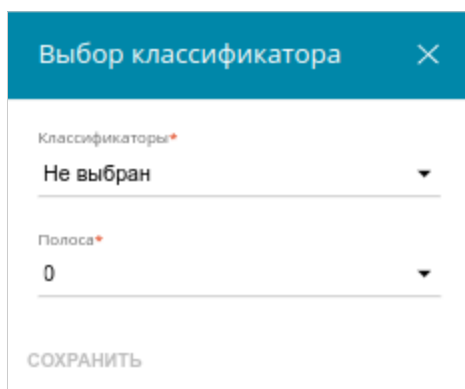 Выбор классификатора
Классификаторы*
Не выбран
Полоса*
0
СОХРАНИТЬ